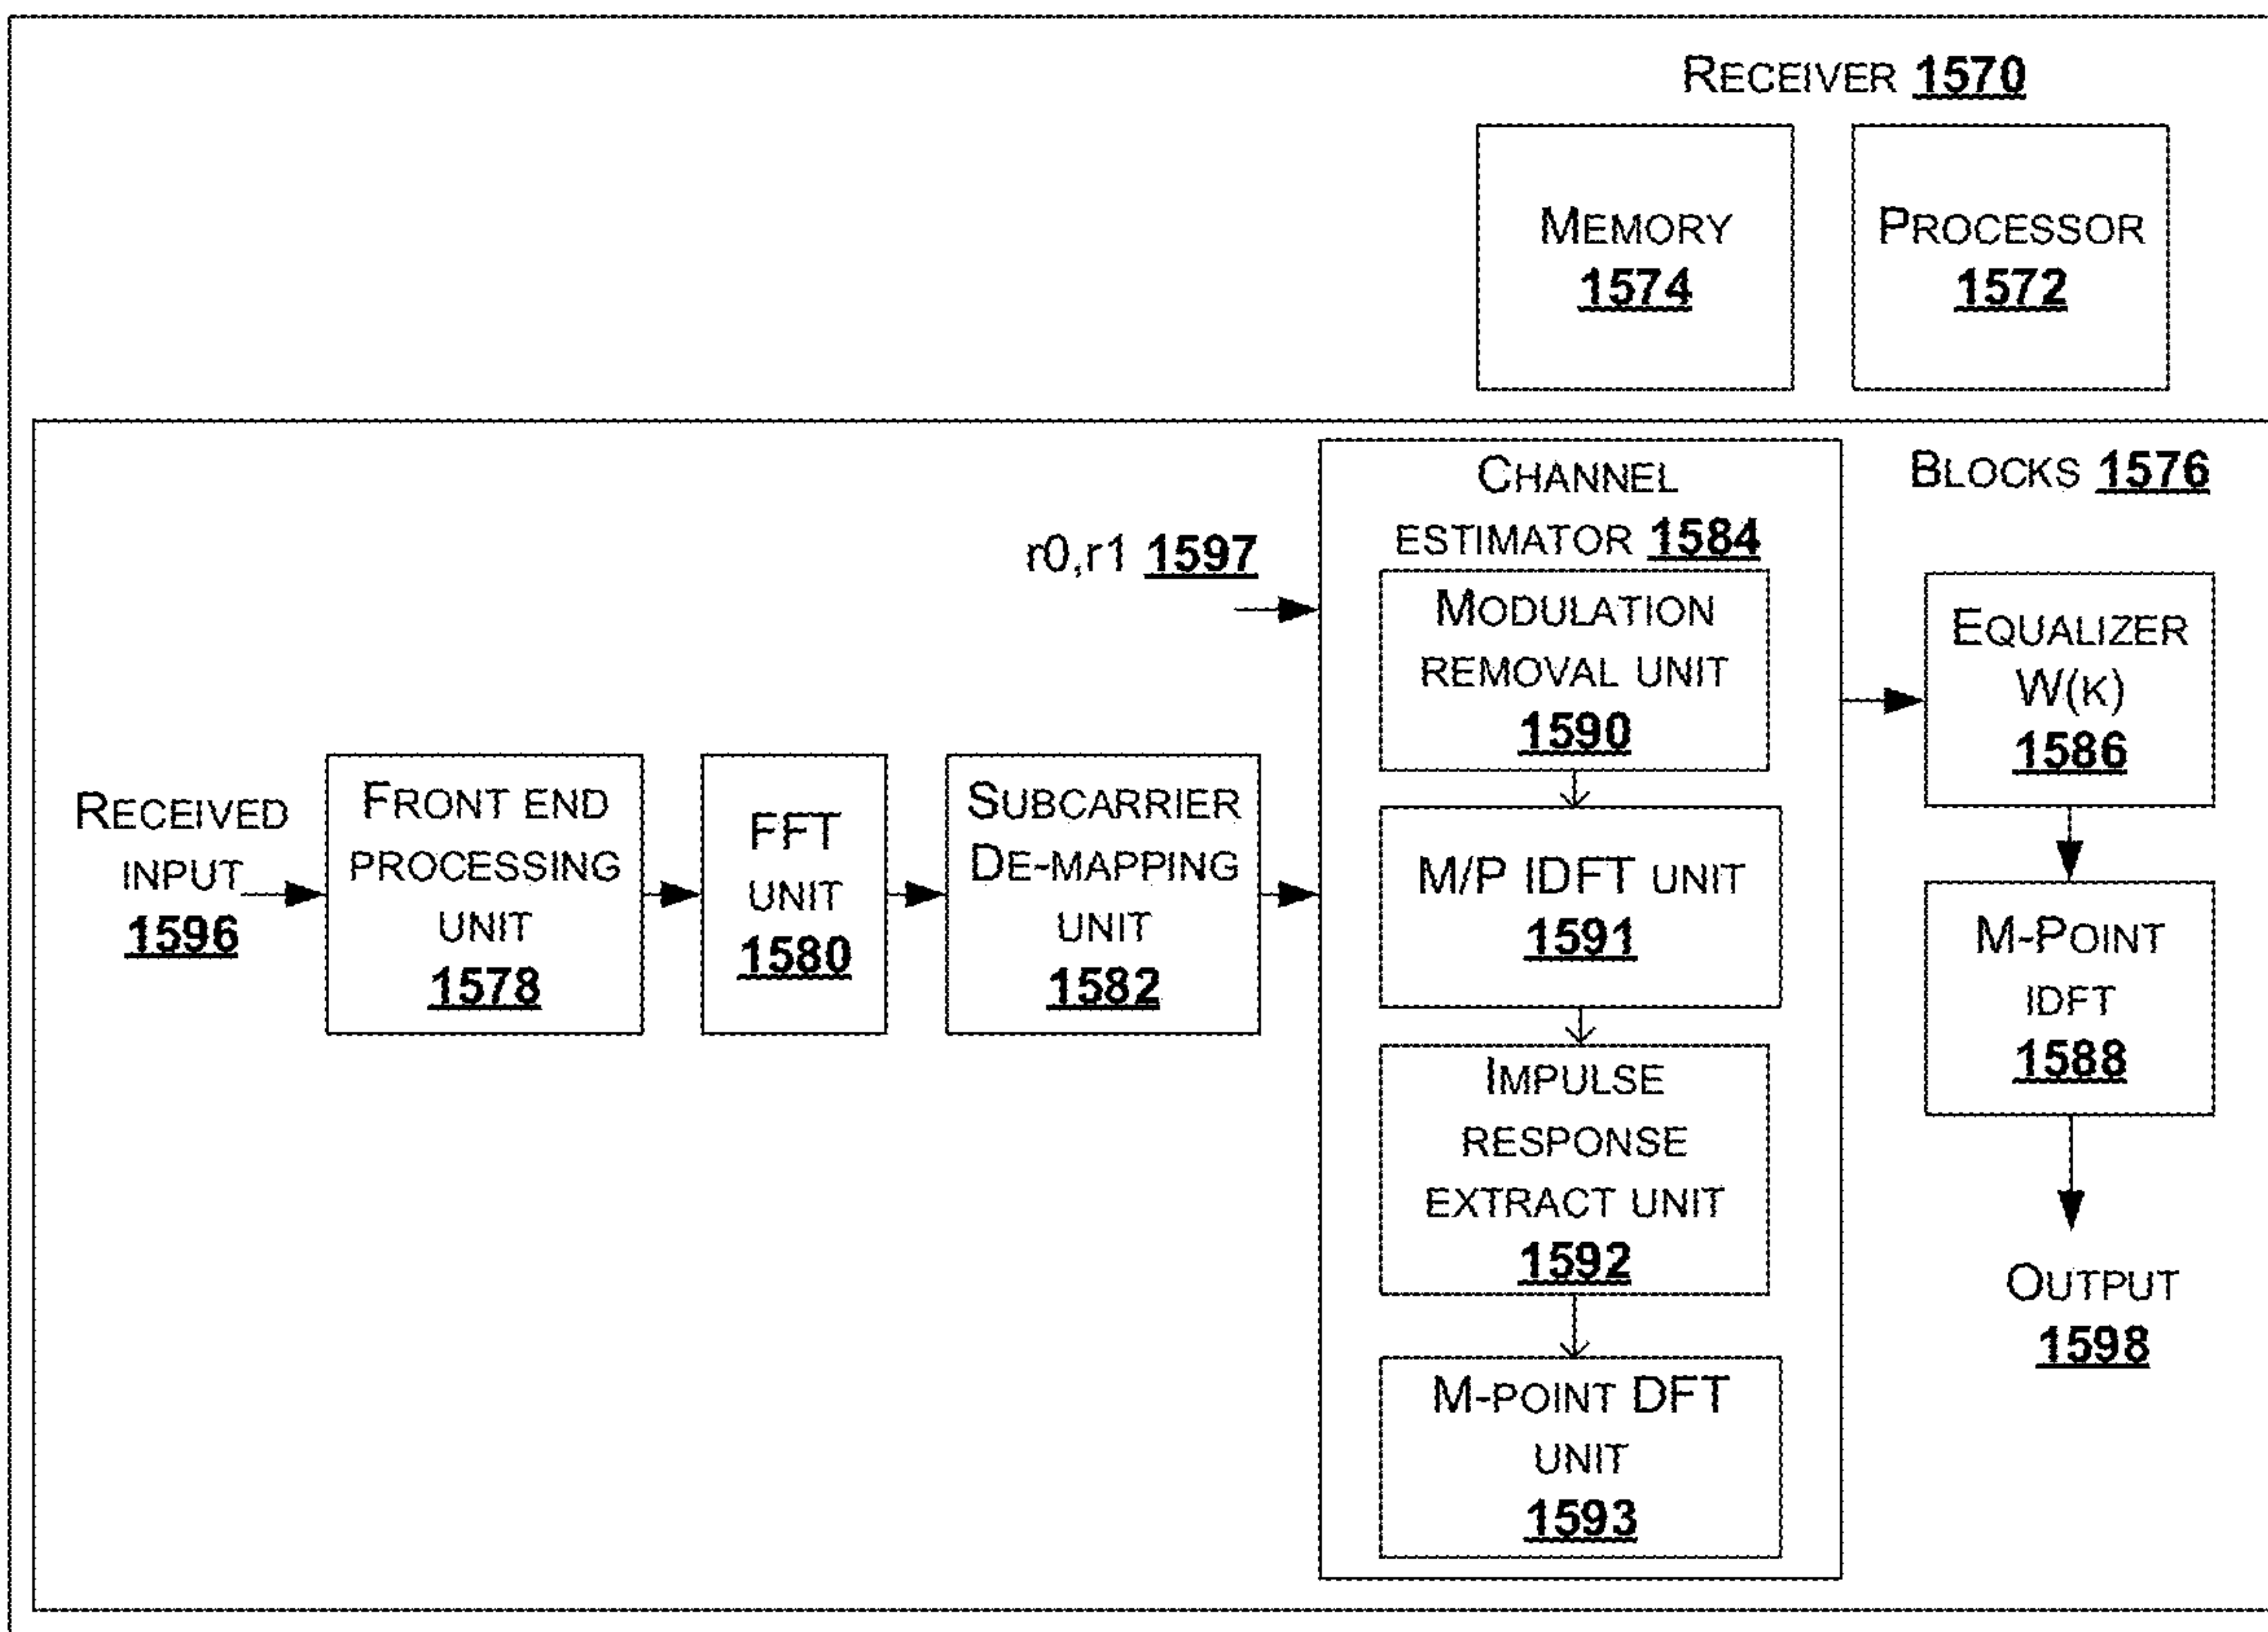 RECEIVER 1570
MEMORY
1574
PROCESSOR
1572
BLOCKS 1576
RECEIVED
INPUT
1596
FRONT END
PROCESSING
UNIT
1578
FFT
UNIT
1580
SUBCARRIER
DE-MAPPING
UNIT
1582
r0,r1 1597
CHANNEL
ESTIMATOR 1584
MODULATION
REMOVAL UNIT
1590
M/P IDFT UNIT
1591
IMPULSE
RESPONSE
EXTRACT UNIT
1592
M-POINT DFT
UNIT
1593
EQUALIZER
W(K)
1586
M-POINT
IDFT
1588
OUTPUT
1598